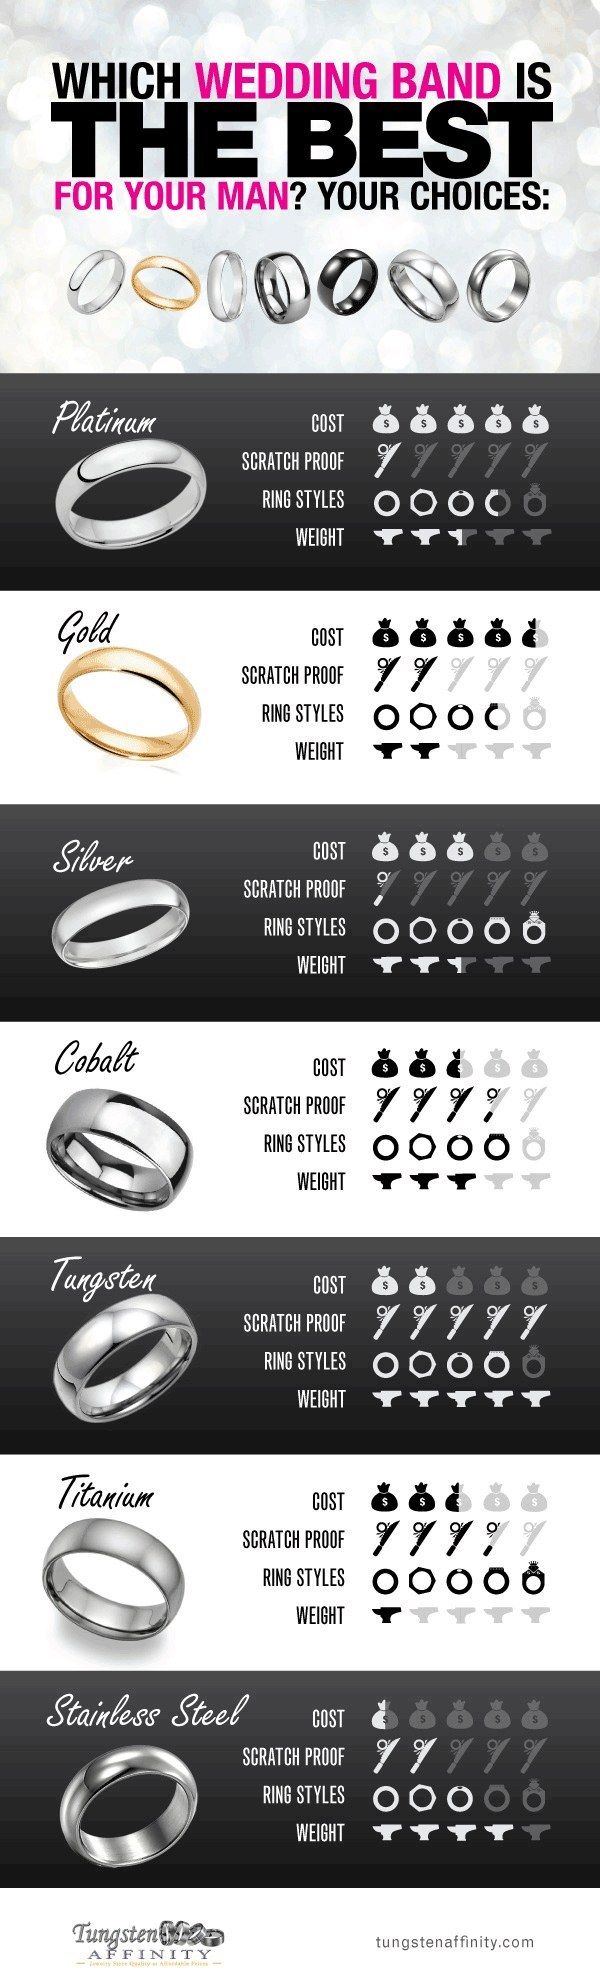 WHICH WEDDING BAND IS
THE BEST
FOR YOUR MAN? YOUR CHOICES:
Platinum
COST
SCRATCH PROOF
RING STYLES
WEIGHT
Gold
COST
SCRATCH PROOF
RING STYLES
WEIGHT
Silver
COST
SCRATCH PROOF
RING STYLES
WEIGHT
Cobalt
COST
SCRATCH PROOF
RING STYLES
WEIGHT
Tungsten
COST
SCRATCH PROOF
RING STYLES
WEIGHT
Titanium
COST
SCRATCH PROOF
RING STYLES
WEIGHT
Stainless Steel
COST
SCRATCH PROOF
RING STYLES
WEIGHT
Tungsten
AFFINITY
Jewelry Store Quality at Affordable Prices
tungstenaffinity.com